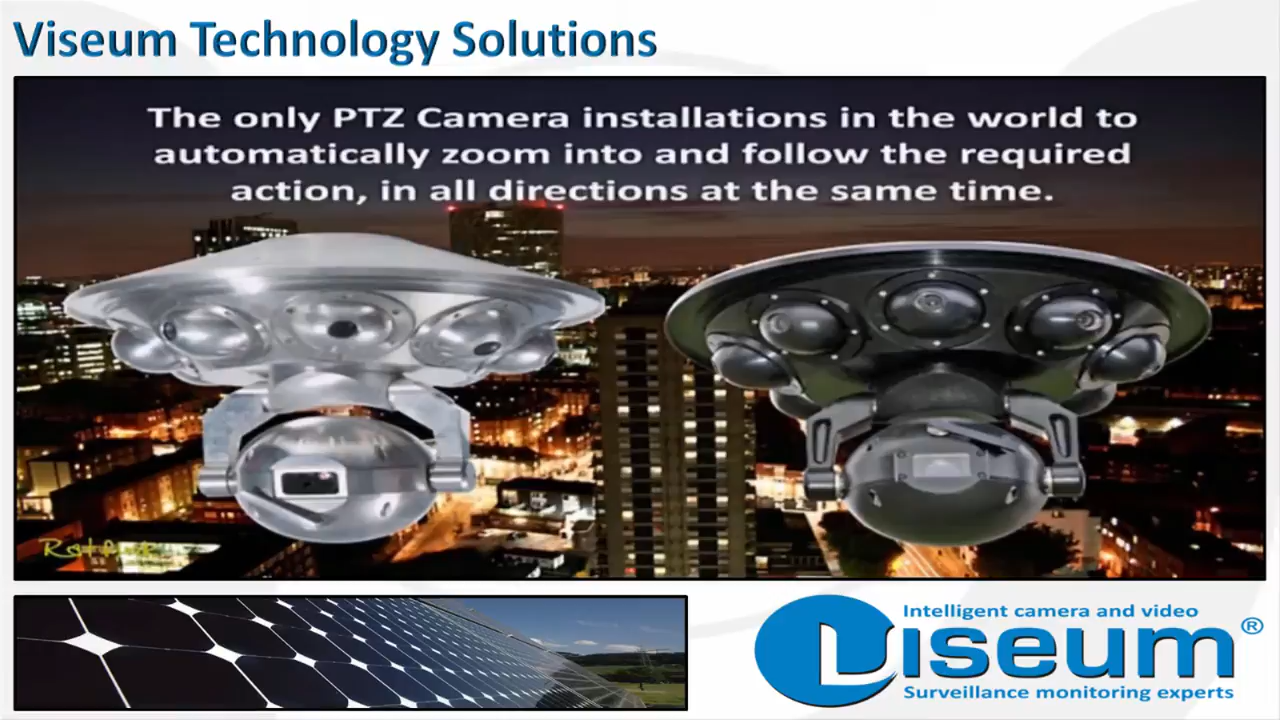 Viseum Technology Solutions
The only PTZ Camera installations in the world to
automatically zoom into and follow the required
action, in all directions at the same time.
Intelligent camera and video
Viseum®
Surveillance monitoring experts